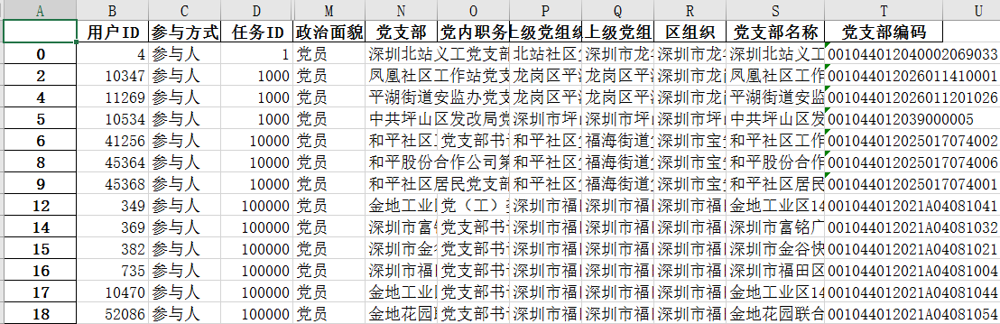 A B C D M N O P Q R S T U
用户ID 参与方式 任务ID 政治面貌 党支部 党内职务 上级党组织 上级党组 区组织 党支部名称 党支部编码
0 4 参与人 1 党员 深圳北站义工党支部 北站社区 深圳市龙 深圳市龙 深圳北站义工 001044012040002069033
2 10347 参与人 1000 党员 凤凰社区工作站党支 龙岗区平 龙岗区平 深圳市龙 凤凰社区工作 001044012026011410001
4 11269 参与人 1000 党员 平湖街道安监办党支 龙岗区平 龙岗区平 深圳市龙 平湖街道安监 001044012026011201026
5 10534 参与人 1000 党员 中共坪山区发改局党 深圳市坪 深圳市坪 深圳市坪 中共坪山区发 001044012039000005
6 41256 参与人 10000 党员 和平社区 党支部书 和平社区 福海街道 深圳市宝 和平社区工作 001044012025017074002
8 45364 参与人 10000 党员 和平股份合作公司第 和平社区 福海街道 深圳市宝 和平股份合作 001044012025017074006
9 45368 参与人 10000 党员 和平社区居民党支部 和平社区 福海街道 深圳市宝 和平社区居民 001044012025017074001
12 349 参与人 100000 党员 金地工业 党（工） 深圳市福 深圳市福 深圳市福 金地工业区14 001044012021A04081041
14 369 参与人 100000 党员 深圳市富 党支部书 深圳市福 深圳市福 深圳市福 深圳市富铭广 001044012021A04081032
15 382 参与人 100000 党员 深圳市金 党支部书 深圳市福 深圳市福 深圳市福 深圳市金谷快 001044012021A04081021
16 735 参与人 100000 党员 深圳市福 党支部书 深圳市福 深圳市福 深圳市福 深圳市福田区 001044012021A04081004
17 10470 参与人 100000 党员 金地工业 党支部书 深圳市福 深圳市福 深圳市福 金地工业区14 001044012021A04081044
18 52086 参与人 100000 党员 金地花园 党支部书 深圳市福 深圳市福 深圳市福 金地花园联合 001044012021A04081054